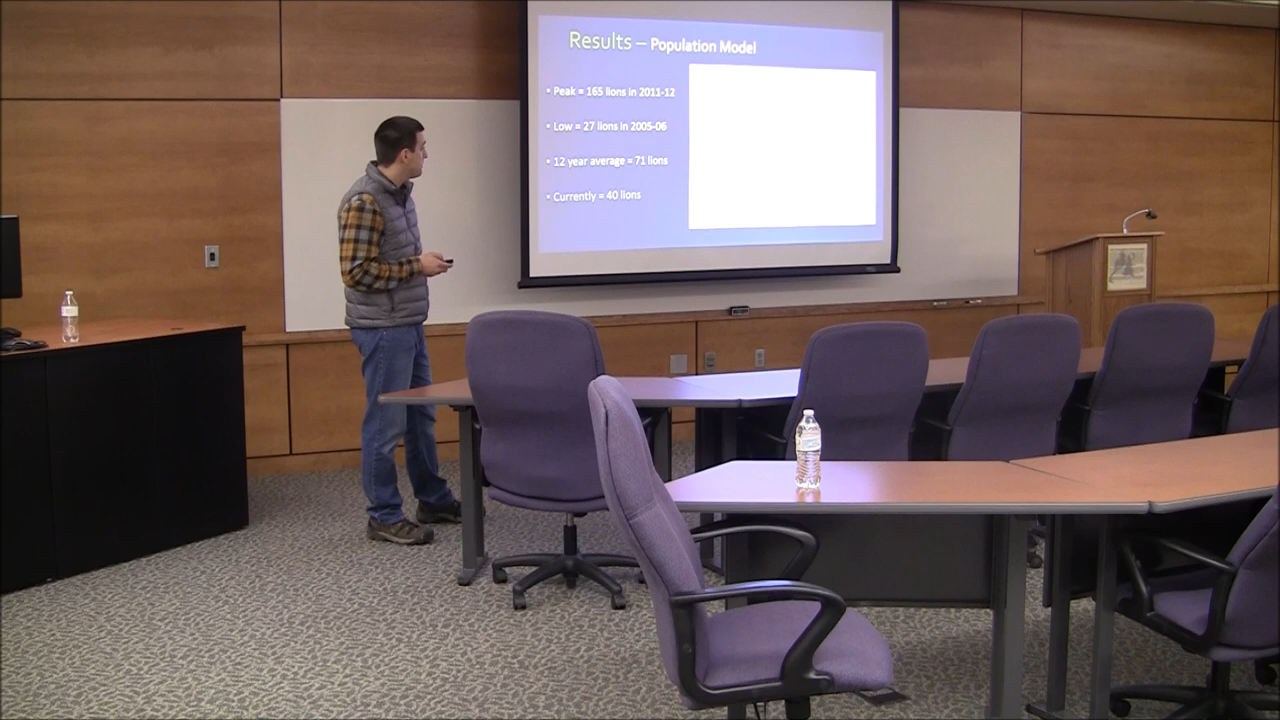 Results – Population Model
• Peak = 165 lions in 2011-12
• Low = 27 lions in 2005-06
• 12 year average = 71 lions
• Currently = 40 lions